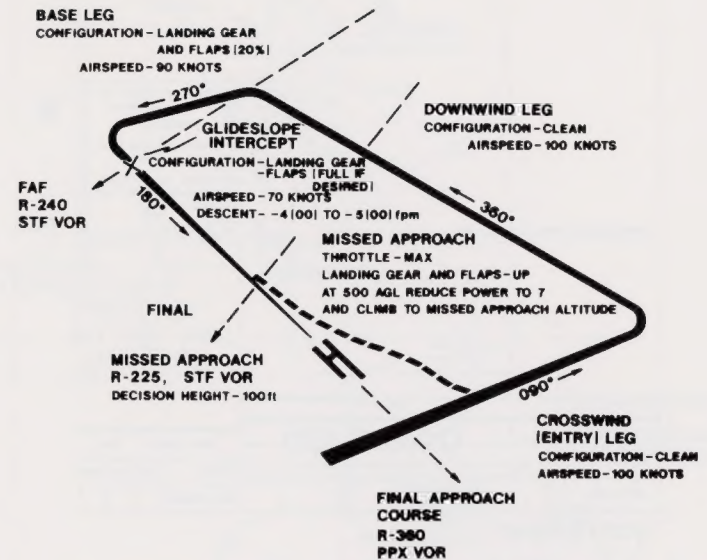 BASE LEG
CONFIGURATION – LANDING GEAR
AND FLAPS (20%)
AIRSPEED – 90 KNOTS
270°
DOWNWIND LEG
CONFIGURATION – CLEAN
AIRSPEED – 100 KNOTS
GLIDESLOPE
INTERCEPT
CONFIGURATION – LANDING GEAR
– FLAPS (FULL IF
DESIRED)
AIRSPEED – 70 KNOTS
DESCENT – –4(00) TO –5(00) fpm
FAF
R-240
STF VOR
180°
360°
MISSED APPROACH
THROTTLE – MAX
LANDING GEAR AND FLAPS – UP
AT 500 AGL REDUCE POWER TO 7
AND CLIMB TO MISSED APPROACH ALTITUDE
FINAL
MISSED APPROACH
R-225, STF VOR
DECISION HEIGHT – 100ft
090°
CROSSWIND
(ENTRY) LEG
CONFIGURATION – CLEAN
AIRSPEED – 100 KNOTS
FINAL APPROACH
COURSE
R-360
PPX VOR